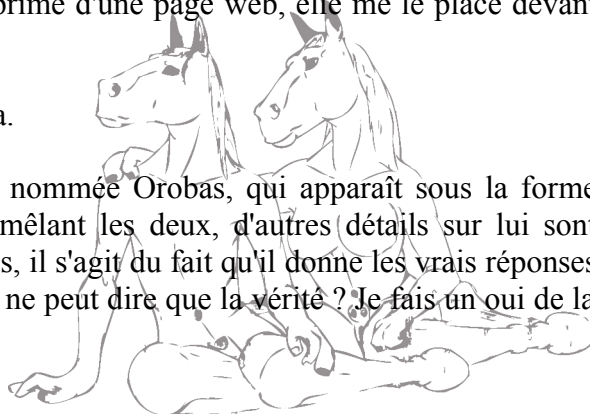 primé d'une page web, elle me le place devant
a.
nommée Orobas, qui apparaît sous la forme
mêlant les deux, d'autres détails sur lui sont
s, il s'agit du fait qu'il donne les vrais réponses
ne peut dire que la vérité ? Je fais un oui de la